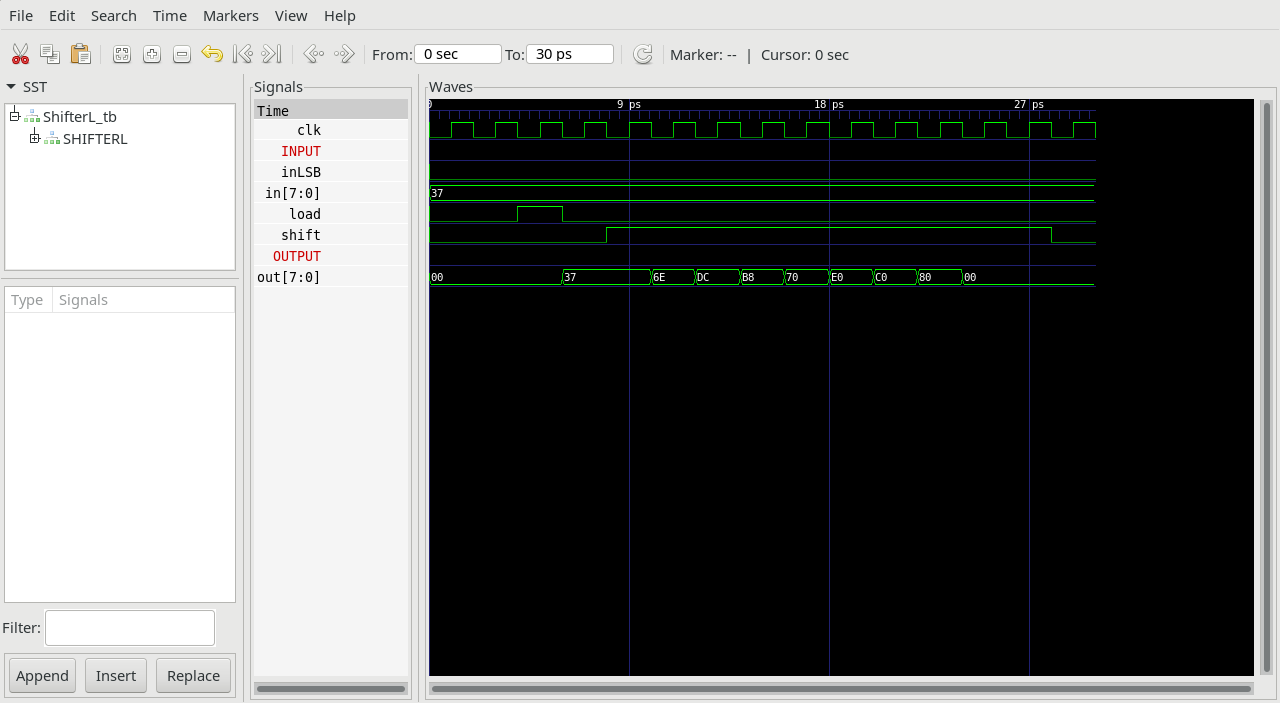 File Edit Search Time Markers View Help
From: 0 sec To: 30 ps Marker: -- | Cursor: 0 sec
SST
ShifterL_tb
SHIFTERL
Type Signals
Filter:
Append Insert Replace
Signals
Time
clk
INPUT
inLSB
in[7:0]
load
shift
OUTPUT
out[7:0]
Waves
0 9 ps 18 ps 27 ps
37
00 37 6E DC B8 70 E0 C0 80 00